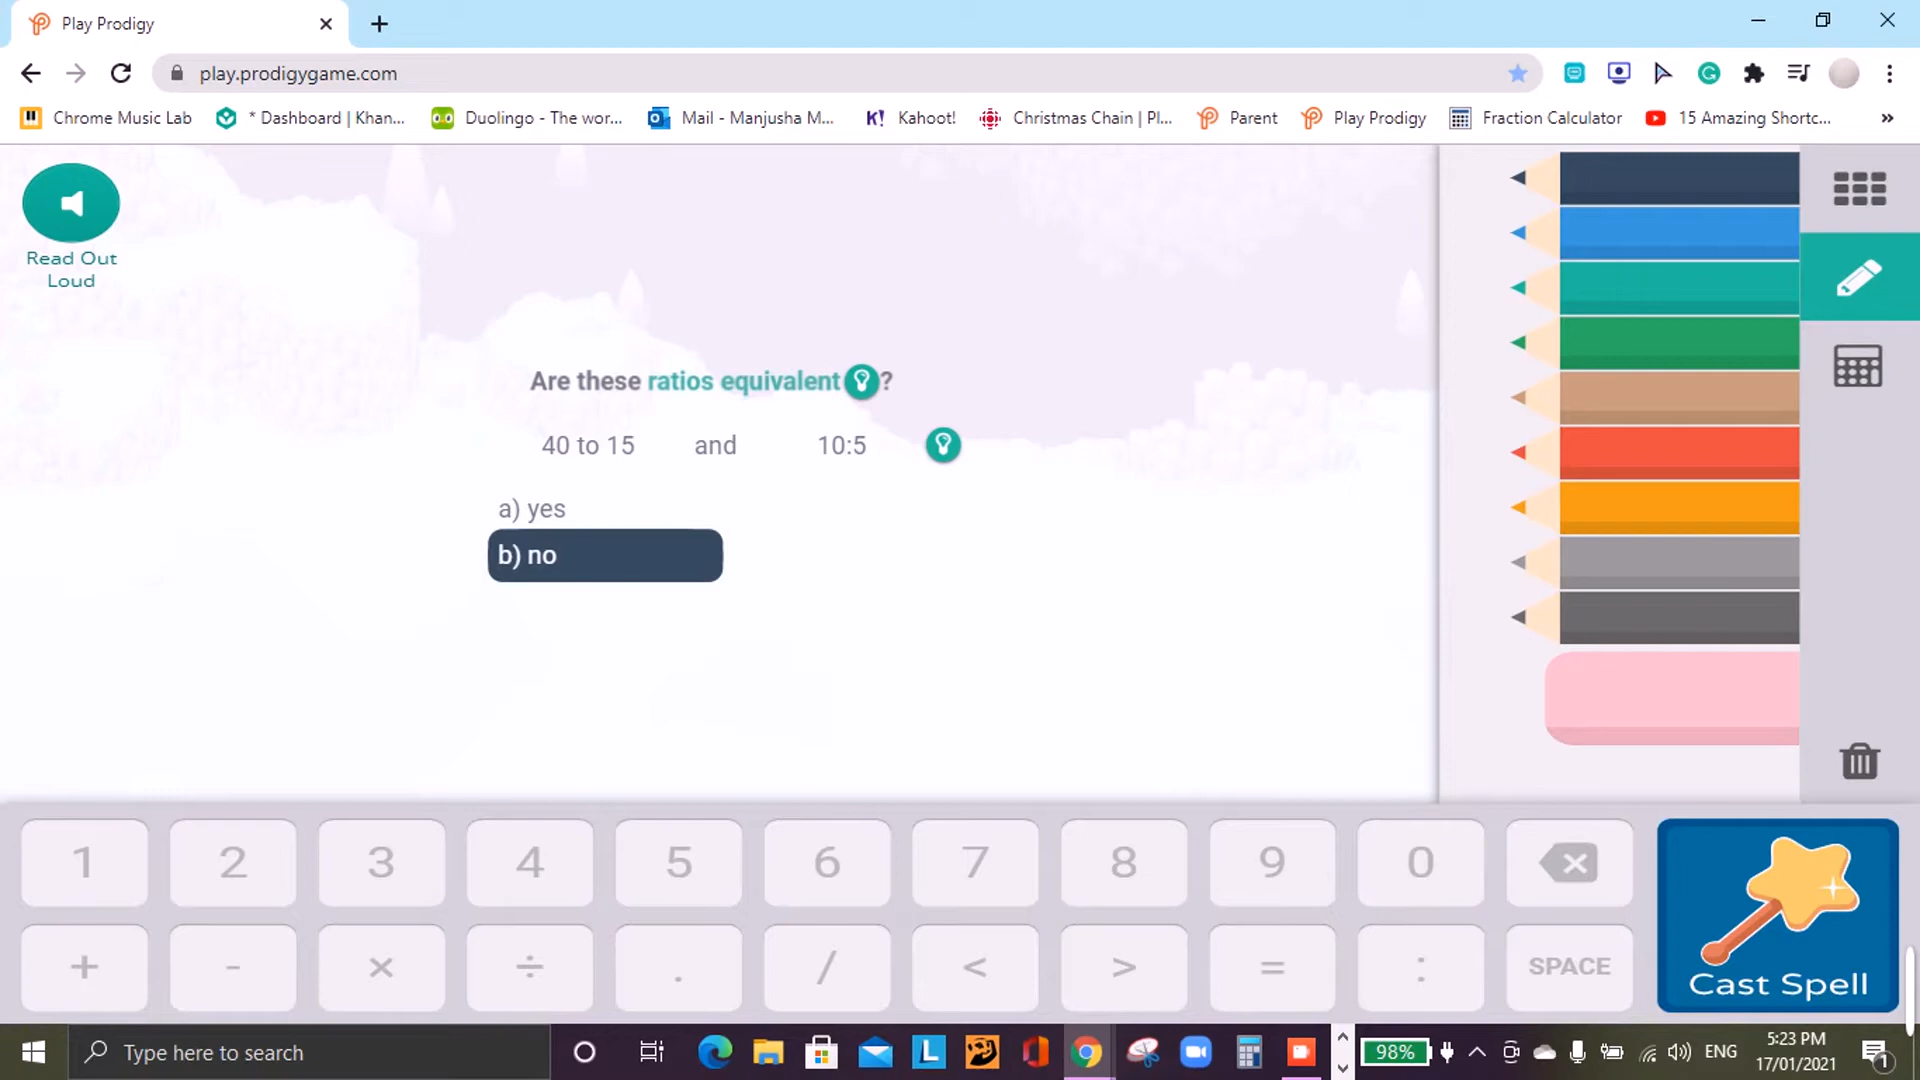 Play Prodigy
play.prodigygame.com
Chrome Music Lab
* Dashboard | Khan...
Duolingo - The wor...
Mail - Manjusha M...
K!
Kahoot!
Christmas Chain | Pl...
Parent
Play Prodigy
Fraction Calculator
15 Amazing Shortc...
»
Read Out
Loud
Are these ratios equivalent ?
40 to 15 and 10:5
a) yes
b) no
1 2 3 4 5 6 7 8 9 0
+ - × ÷ . / < > = : SPACE
Cast Spell
Type here to search
L
98%
ENG
5:23 PM
17/01/2021
1